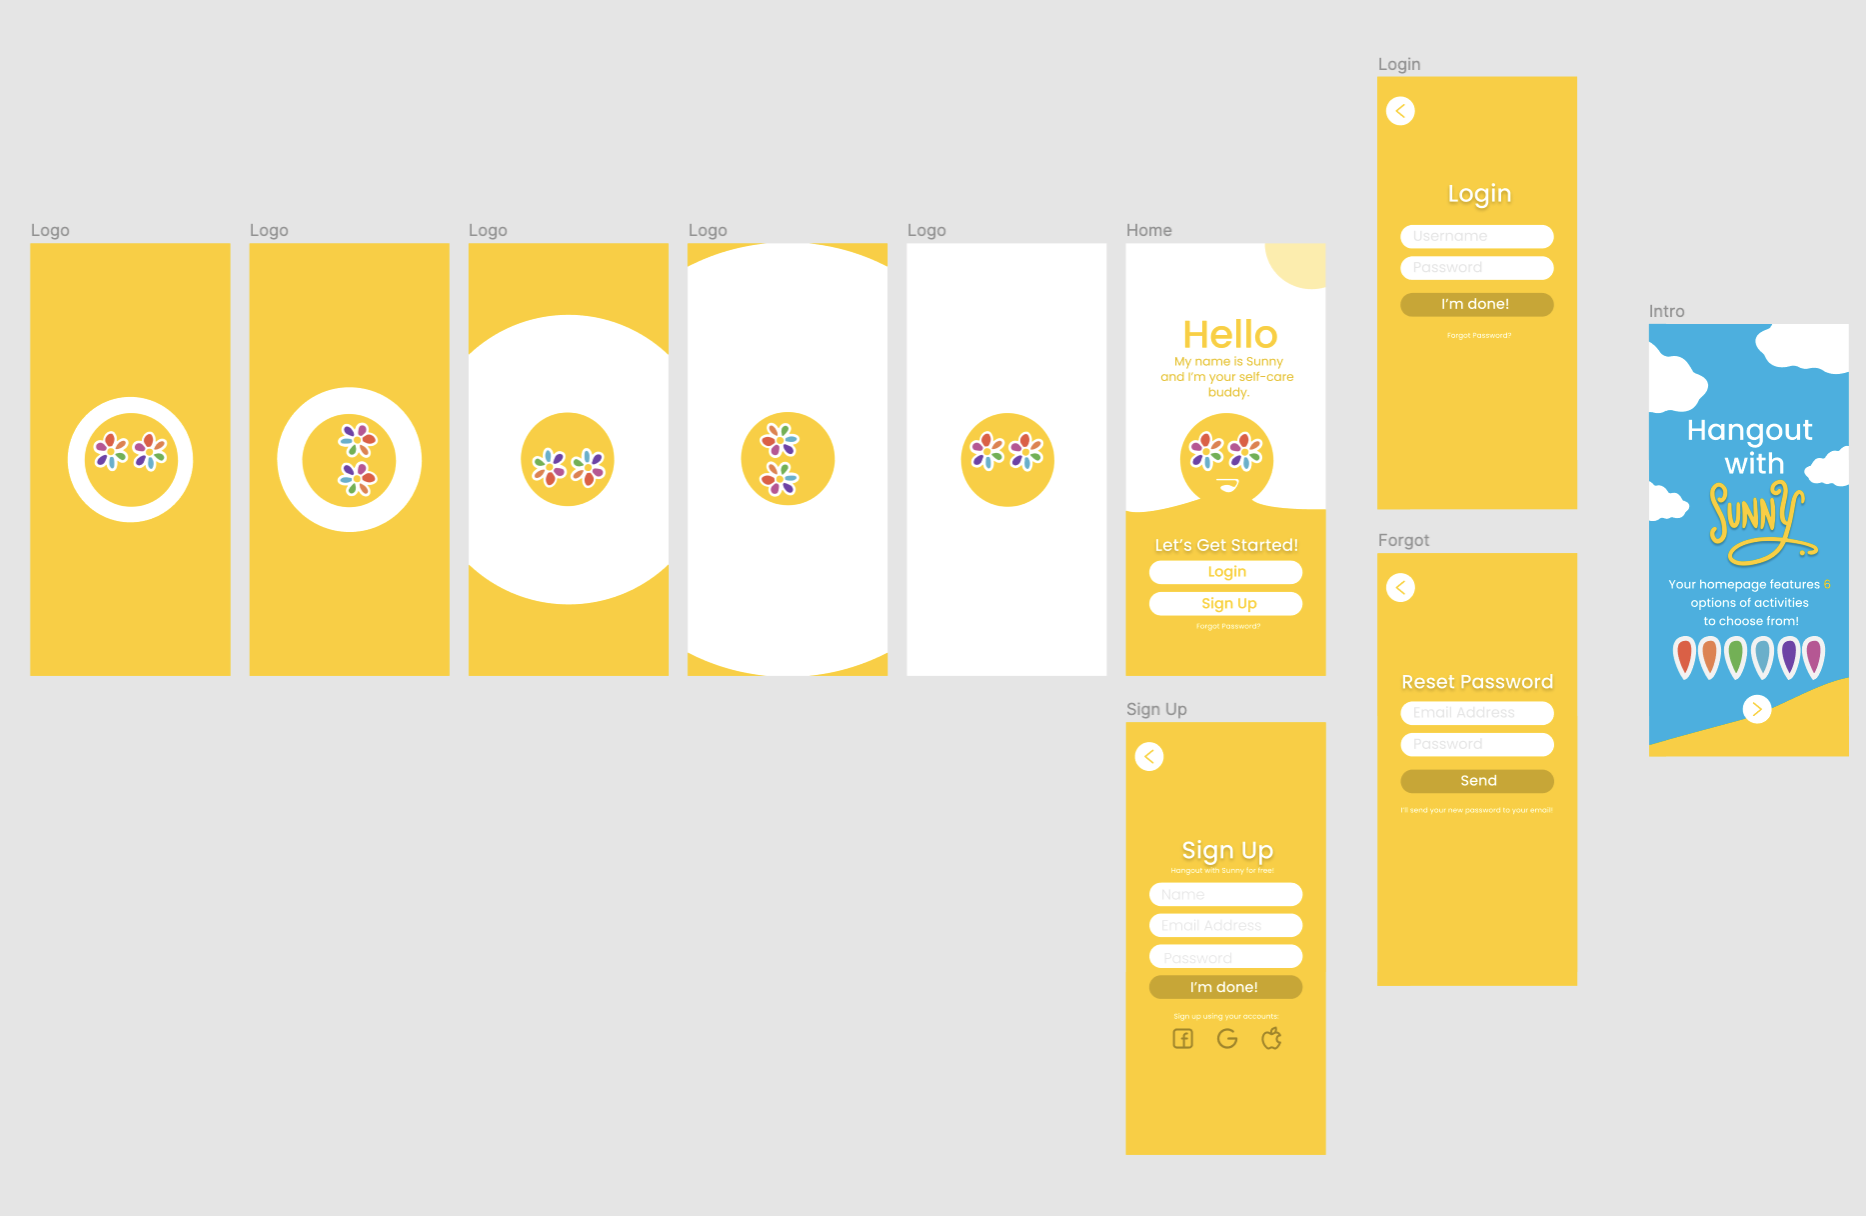 Logo
Logo
Logo
Logo
Logo
Home
Hello
My name is Sunny
and I'm your self-care
buddy.
Let's Get Started!
Login
Sign Up
Forgot Password?
Sign Up
Sign Up
Hangout with Sunny for free!
Name
Email Address
Password
I'm done!
Sign up using your accounts:
Login
Login
Username
Password
I'm done!
Forgot Password?
Forgot
Reset Password
Email Address
Password
Send
I'll send your new password to your email!
Intro
Hangout
with
SUNNY
Your homepage features 6
options of activities
to choose from!